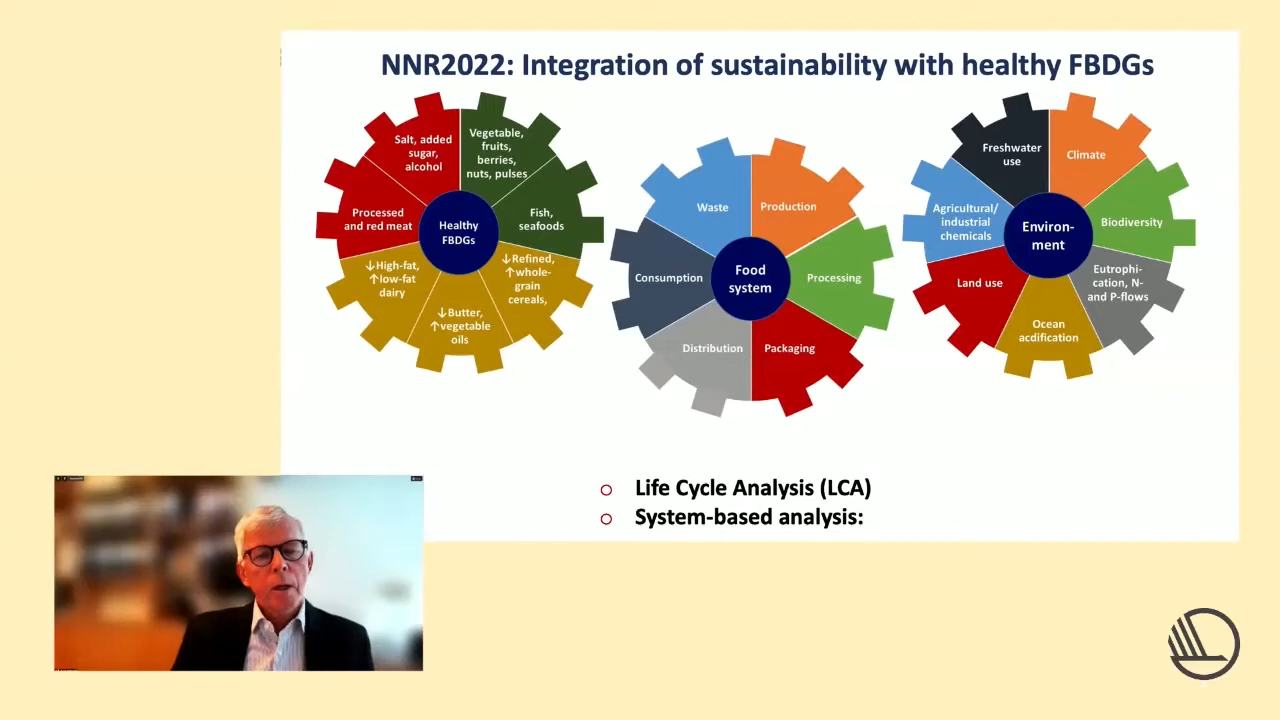 NNR2022: Integration of sustainability with healthy FBDGs
Salt, added
sugar,
alcohol
Vegetable,
fruits,
berries,
nuts, pulses
Processed
and red meat
Healthy
FBDGs
Fish,
seafoods
↓High-fat,
↑low-fat
dairy
↓Butter,
↑vegetable
oils
↓Refined,
↑whole-
grain
cereals,
Waste
Production
Consumption
Food
system
Processing
Distribution
Packaging
Freshwater
use
Climate
Agricultural/
industrial
chemicals
Environ-
ment
Biodiversity
Land use
Eutrophi-
cation, N-
and P-flows
Ocean
acdification
Life Cycle Analysis (LCA)
System-based analysis: